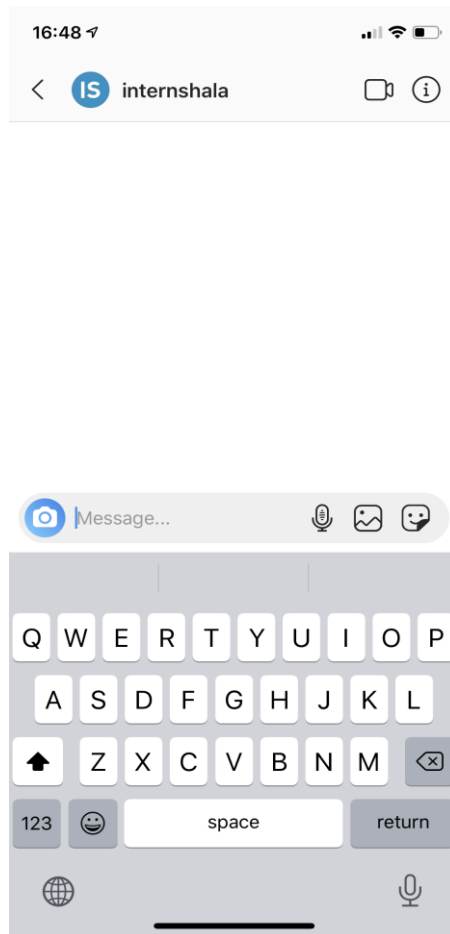 16:48
IS internshala
Message...
Q W E R T Y U I O P
A S D F G H J K L
Z X C V B N M
123 space return